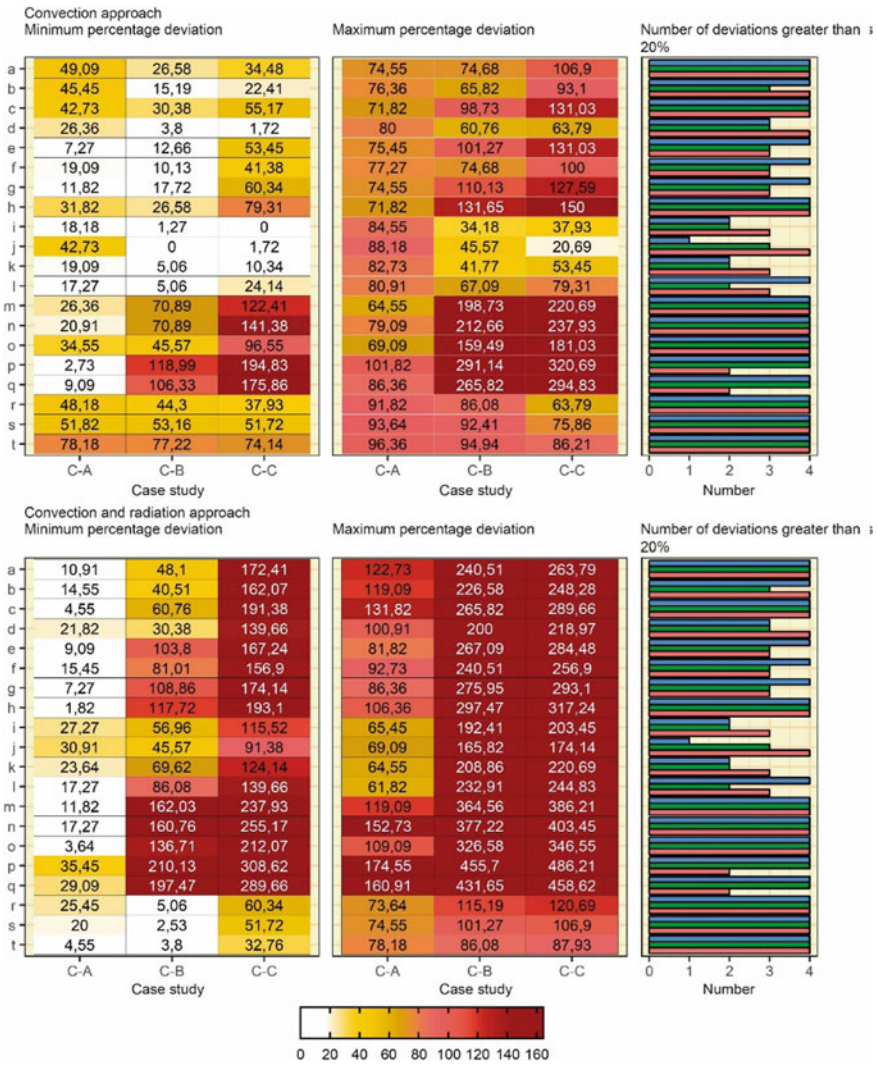 Convection approach
Minimum percentage deviation Maximum percentage deviation Number of deviations greater than
20%
a 49,09 26,58 34,48 74,55 74,68 106,9
b 45,45 15,19 22,41 76,36 65,82 93,1
c 42,73 30,38 55,17 71,82 98,73 131,03
d 26,36 3,8 1,72 80 60,76 63,79
e 7,27 12,66 53,45 75,45 101,27 131,03
f 19,09 10,13 41,38 77,27 74,68 100
g 11,82 17,72 60,34 74,55 110,13 127,59
h 31,82 26,58 79,31 71,82 131,65 150
i 18,18 1,27 0 84,55 34,18 37,93
j 42,73 0 1,72 88,18 45,57 20,69
k 19,09 5,06 10,34 82,73 41,77 53,45
l 17,27 5,06 24,14 80,91 67,09 79,31
m 26,36 70,89 122,41 64,55 198,73 220,69
n 20,91 70,89 141,38 79,09 212,66 237,93
o 34,55 45,57 96,55 69,09 159,49 181,03
p 2,73 118,99 194,83 101,82 291,14 320,69
q 9,09 106,33 175,86 86,36 265,82 294,83
r 48,18 44,3 37,93 91,82 86,08 63,79
s 51,82 53,16 51,72 93,64 92,41 75,86
t 78,18 77,22 74,14 96,36 94,94 86,21
C-A C-B C-C C-A C-B C-C 0 1 2 3 4
Case study Case study Number
Convection and radiation approach
Minimum percentage deviation Maximum percentage deviation Number of deviations greater than
20%
a 10,91 48,1 172,41 122,73 240,51 263,79
b 14,55 40,51 162,07 119,09 226,58 248,28
c 4,55 60,76 191,38 131,82 265,82 289,66
d 21,82 30,38 139,66 100,91 200 218,97
e 9,09 103,8 167,24 81,82 267,09 284,48
f 15,45 81,01 156,9 92,73 240,51 256,9
g 7,27 108,86 174,14 86,36 275,95 293,1
h 1,82 117,72 193,1 106,36 297,47 317,24
i 27,27 56,96 115,52 65,45 192,41 203,45
j 30,91 45,57 91,38 69,09 165,82 174,14
k 23,64 69,62 124,14 64,55 208,86 220,69
l 17,27 86,08 139,66 61,82 232,91 244,83
m 11,82 162,03 237,93 119,09 364,56 386,21
n 17,27 160,76 255,17 152,73 377,22 403,45
o 3,64 136,71 212,07 109,09 326,58 346,55
p 35,45 210,13 308,62 174,55 455,7 486,21
q 29,09 197,47 289,66 160,91 431,65 458,62
r 25,45 5,06 60,34 73,64 115,19 120,69
s 20 2,53 51,72 74,55 101,27 106,9
t 4,55 3,8 32,76 78,18 86,08 87,93
C-A C-B C-C C-A C-B C-C 0 1 2 3 4
Case study Case study Number
0 20 40 60 80 100 120 140 160